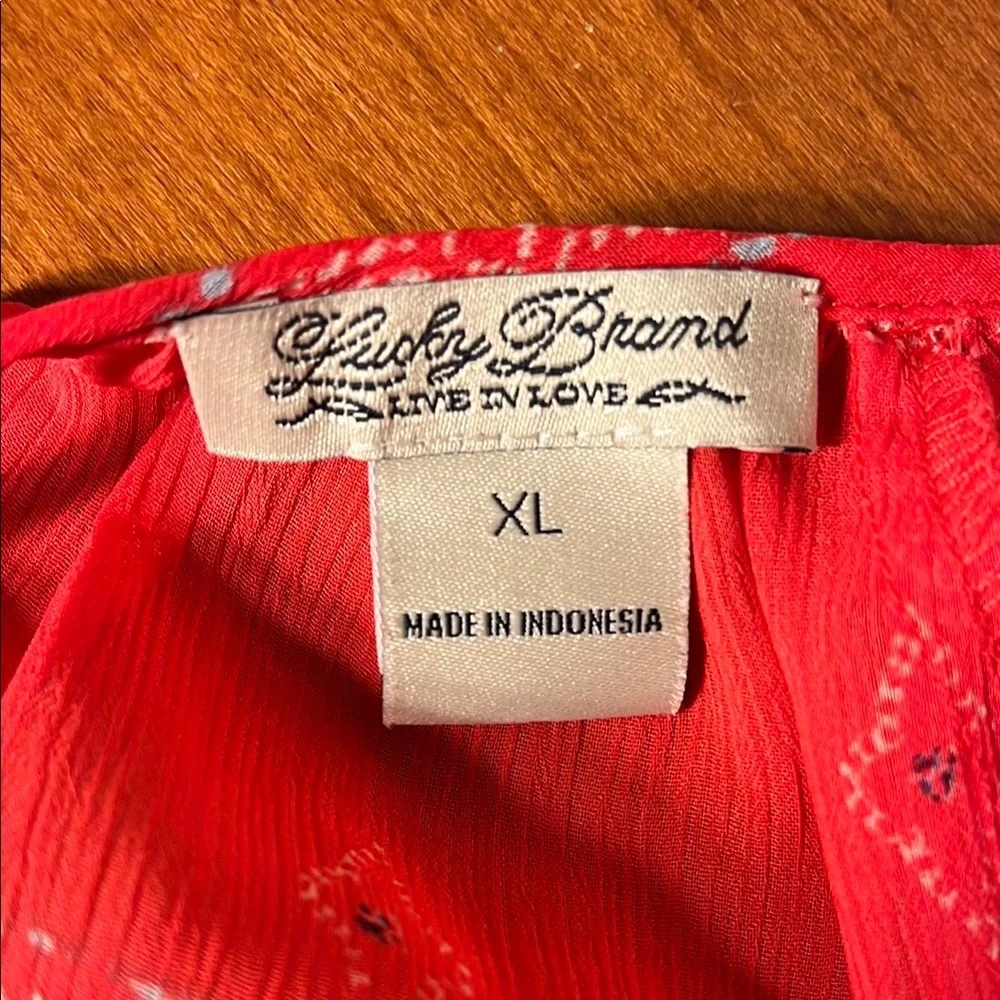 Lucky Brand
LIVE IN LOVE
XL
MADE IN INDONESIA